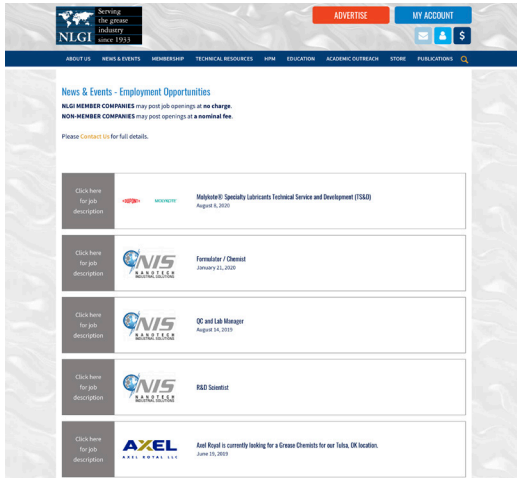 Serving
the grease
industry
since 1933
NLGI
ADVERTISE
MY ACCOUNT
$
ABOUT US NEWS & EVENTS MEMBERSHIP TECHNICAL RESOURCES HPM EDUCATION ACADEMIC OUTREACH STORE PUBLICATIONS
News & Events - Employment Opportunities
NLGI MEMBER COMPANIES may post job openings at no charge.
NON-MEMBER COMPANIES may post openings at a nominal fee.
Please Contact Us for full details.
Click here
for job
description
DUPONT MOLYKOTE
Molykote® Specialty Lubricants Technical Service and Development (TS&D)
August 8, 2020
Click here
for job
description
NIS
NANOTECH
INDUSTRIAL SOLUTIONS
Formulator / Chemist
January 21, 2020
Click here
for job
description
NIS
NANOTECH
INDUSTRIAL SOLUTIONS
QC and Lab Manager
August 14, 2019
Click here
for job
description
NIS
NANOTECH
INDUSTRIAL SOLUTIONS
R&D Scientist
Click here
for job
description
AXEL
AXEL ROYAL LLC
Axel Royal is currently looking for a Grease Chemists for our Tulsa, OK location.
June 19, 2019